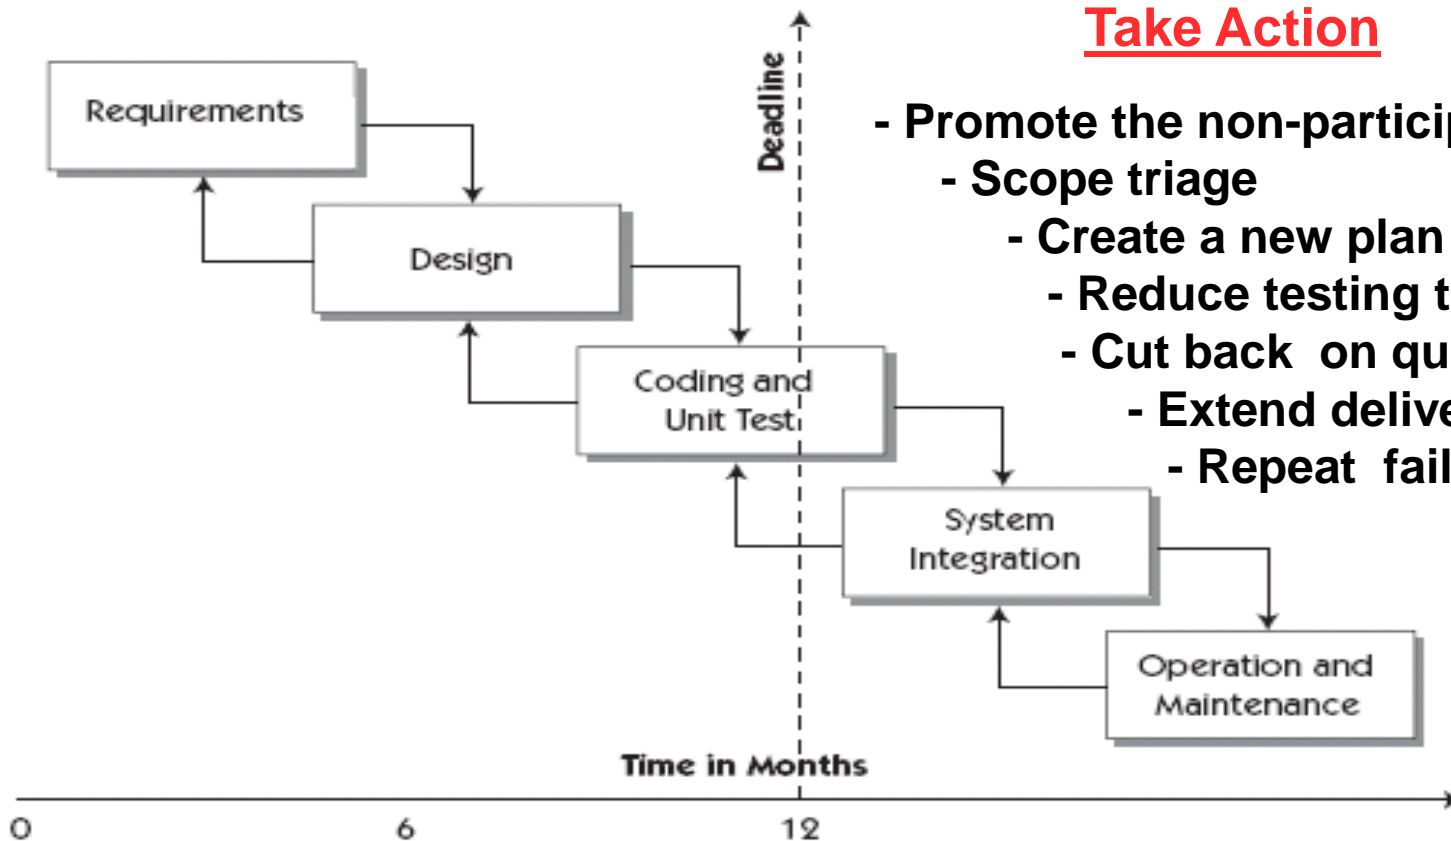 Take Action
Requirements
Deadline
- Promote the non-particip
- Scope triage
- Create a new plan
Design
- Reduce testing t
- Cut back on qu
Coding and
Unit Test
- Extend delive
- Repeat fail
System
Integration
Operation and
Maintenance
Time in Months
0 6 12